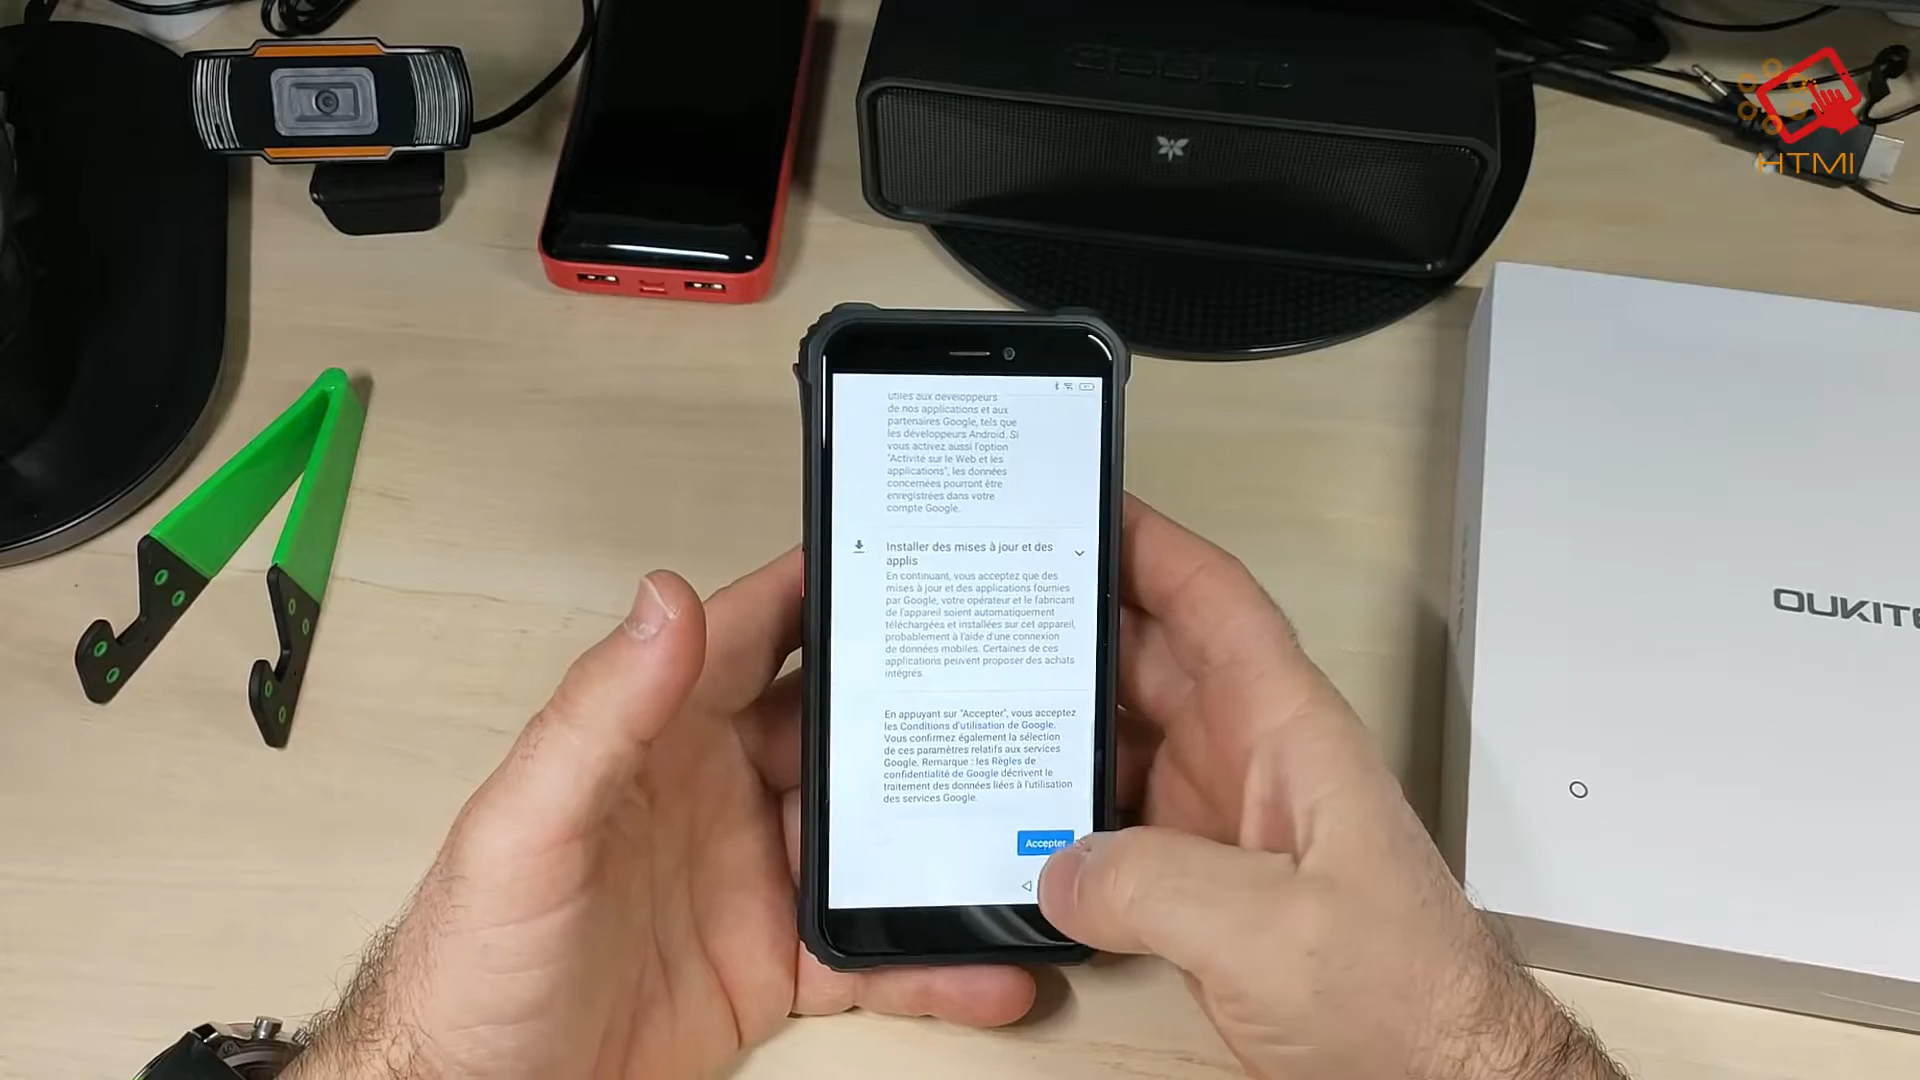 HTMI
utiles aux développeurs
de nos applications et aux
partenaires Google, tels que
les développeurs Android. Si
vous activez aussi l'option
"Activité sur le Web et les
applications", les données
concernées pourront être
enregistrées dans votre
compte Google.
Installer des mises à jour et des
applis
En continuant, vous acceptez que des
mises à jour et des applications fournies
par Google, votre opérateur et le fabricant
de l'appareil soient automatiquement
téléchargées et installées sur cet appareil,
probablement à l'aide d'une connexion
de données mobiles. Certaines de ces
applications peuvent proposer des achats
intégrés.
En appuyant sur "Accepter", vous acceptez
les Conditions d'utilisation de Google.
Vous confirmez également la sélection
de ces paramètres relatifs aux services
Google. Remarque : les Règles de
confidentialité de Google décrivent le
traitement des données liées à l'utilisation
des services Google.
Accepter
OUKITE